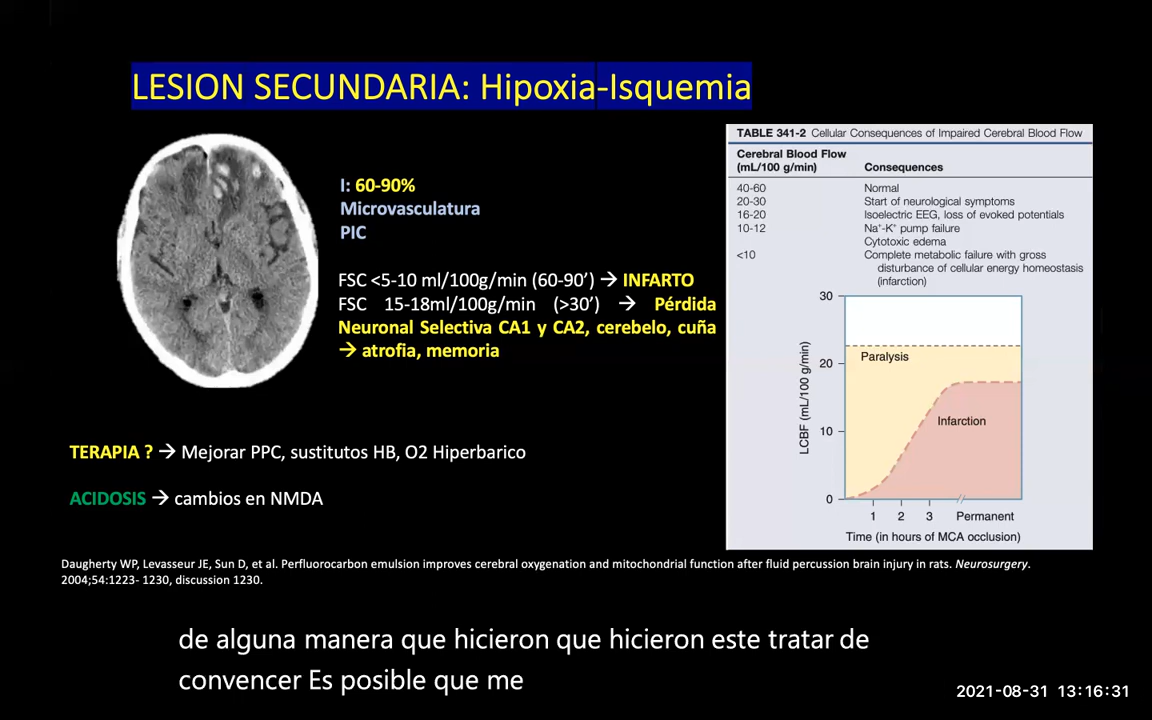 LESION SECUNDARIA: Hipoxia-Isquemia
I: 60-90%
Microvasculatura
PIC
FSC <5-10 ml/100g/min (60-90’) → INFARTO
FSC 15-18ml/100g/min (>30’) → Pérdida
Neuronal Selectiva CA1 y CA2, cerebelo, cuña
→ atrofia, memoria
TERAPIA ? → Mejorar PPC, sustitutos HB, O2 Hiperbarico
ACIDOSIS → cambios en NMDA
TABLE 341-2 Cellular Consequences of Impaired Cerebral Blood Flow
Cerebral Blood Flow
(mL/100 g/min) Consequences
40-60 Normal
20-30 Start of neurological symptoms
16-20 Isoelectric EEG, loss of evoked potentials
10-12 Na⁺-K⁺ pump failure
Cytotoxic edema
<10 Complete metabolic failure with gross
disturbance of cellular energy homeostasis
(infarction)
30
20
10
0
LCBF (mL/100 g/min)
Paralysis
Infarction
1 2 3 Permanent
Time (in hours of MCA occlusion)
Daugherty WP, Levasseur JE, Sun D, et al. Perfluorocarbon emulsion improves cerebral oxygenation and mitochondrial function after fluid percussion brain injury in rats. Neurosurgery.
2004;54:1223- 1230, discussion 1230.
de alguna manera que hicieron que hicieron este tratar de
convencer Es posible que me
2021-08-31 13:16:31